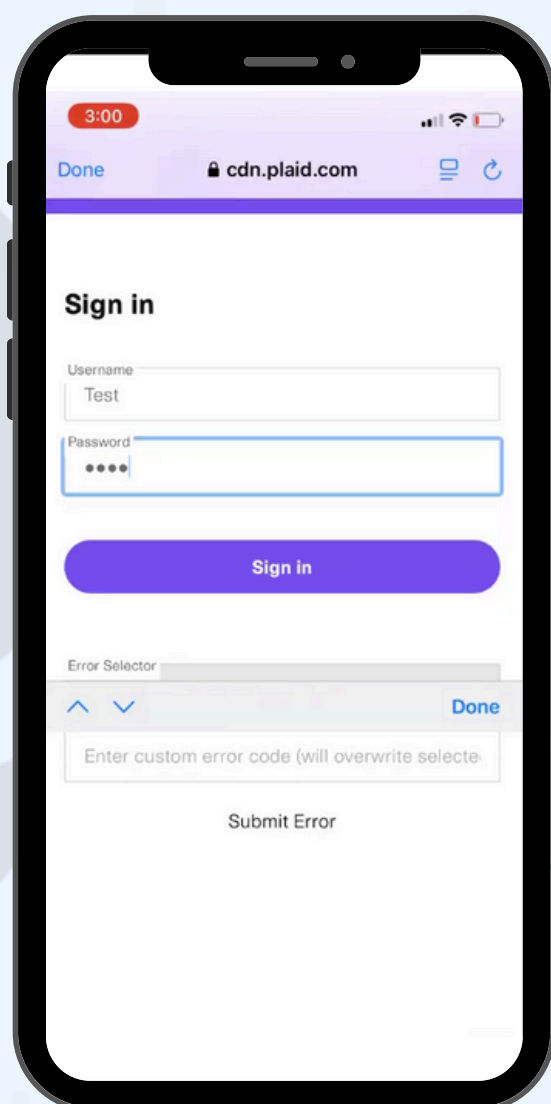 3:00
Done cdn.plaid.com
Sign in
Username
Test
Password
••••
Sign in
Error Selector
Done
Enter custom error code (will overwrite selecte
Submit Error